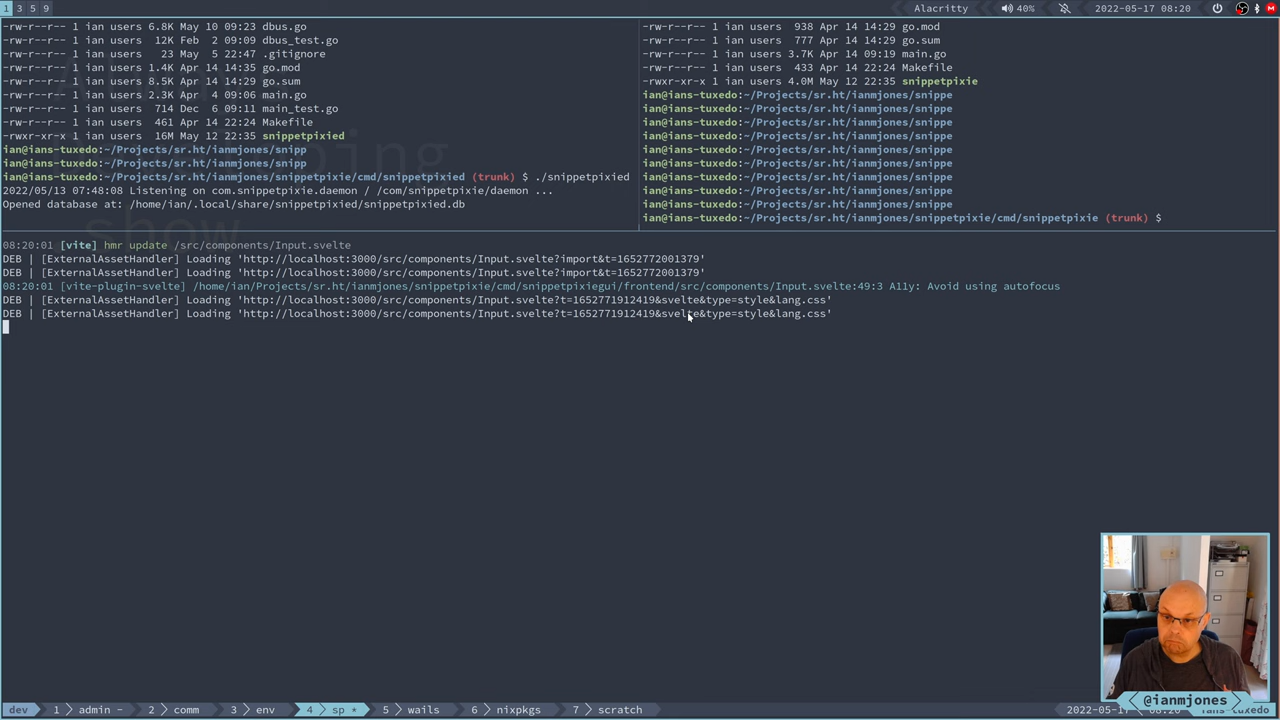 1 3 5 9
Alacritty 40% 2022-05-17 08:20
-rw-r--r-- 1 ian users 6.8K May 10 09:23 dbus.go
-rw-r--r-- 1 ian users 12K Feb 2 09:09 dbus_test.go
-rw-r--r-- 1 ian users 23 May 5 22:47 .gitignore
-rw-r--r-- 1 ian users 1.4K Apr 14 14:35 go.mod
-rw-r--r-- 1 ian users 8.5K Apr 14 14:29 go.sum
-rw-r--r-- 1 ian users 2.3K Apr 4 09:06 main.go
-rw-r--r-- 1 ian users 714 Dec 6 09:11 main_test.go
-rw-r--r-- 1 ian users 461 Apr 14 22:24 Makefile
-rwxr-xr-x 1 ian users 16M May 12 22:35 snippetpixied
ian@ians-tuxedo:~/Projects/sr.ht/ianmjones/snipp
ian@ians-tuxedo:~/Projects/sr.ht/ianmjones/snipp
ian@ians-tuxedo:~/Projects/sr.ht/ianmjones/snippetpixie/cmd/snippetpixied (trunk) $ ./snippetpixied
2022/05/13 07:48:08 Listening on com.snippetpixie.daemon / /com/snippetpixie/daemon ...
Opened database at: /home/ian/.local/share/snippetpixied/snippetpixied.db
-rw-r--r-- 1 ian users 938 Apr 14 14:29 go.mod
-rw-r--r-- 1 ian users 777 Apr 14 14:29 go.sum
-rw-r--r-- 1 ian users 3.7K Apr 14 09:19 main.go
-rw-r--r-- 1 ian users 433 Apr 14 22:24 Makefile
-rwxr-xr-x 1 ian users 4.0M May 12 22:35 snippetpixie
ian@ians-tuxedo:~/Projects/sr.ht/ianmjones/snippe
ian@ians-tuxedo:~/Projects/sr.ht/ianmjones/snippe
ian@ians-tuxedo:~/Projects/sr.ht/ianmjones/snippe
ian@ians-tuxedo:~/Projects/sr.ht/ianmjones/snippe
ian@ians-tuxedo:~/Projects/sr.ht/ianmjones/snippe
ian@ians-tuxedo:~/Projects/sr.ht/ianmjones/snippe
ian@ians-tuxedo:~/Projects/sr.ht/ianmjones/snippe
ian@ians-tuxedo:~/Projects/sr.ht/ianmjones/snippe
ian@ians-tuxedo:~/Projects/sr.ht/ianmjones/snippe
ian@ians-tuxedo:~/Projects/sr.ht/ianmjones/snippetpixie/cmd/snippetpixie (trunk) $
show
08:20:01 [vite] hmr update /src/components/Input.svelte
DEB | [ExternalAssetHandler] Loading 'http://localhost:3000/src/components/Input.svelte?import&t=1652772001379'
DEB | [ExternalAssetHandler] Loading 'http://localhost:3000/src/components/Input.svelte?import&t=1652772001379'
08:20:01 [vite-plugin-svelte] /home/ian/Projects/sr.ht/ianmjones/snippetpixie/cmd/snippetpixiegui/frontend/src/components/Input.svelte:49:3 A11y: Avoid using autofocus
DEB | [ExternalAssetHandler] Loading 'http://localhost:3000/src/components/Input.svelte?t=1652771912419&svelte&type=style&lang.css'
DEB | [ExternalAssetHandler] Loading 'http://localhost:3000/src/components/Input.svelte?t=1652771912419&svelte&type=style&lang.css'
@ianmjones
dev 1 admin - 2 comm 3 env 4 sp * 5 wails 6 nixpkgs 7 scratch 2022-05-17 08:20 ians-tuxedo